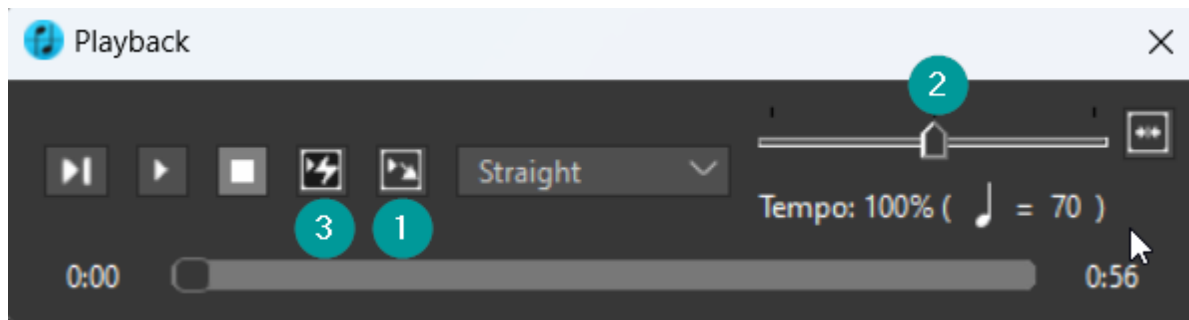 Playback
2
Straight
Tempo: 100% ( ♩ = 70 )
3
1
0:00
0:56